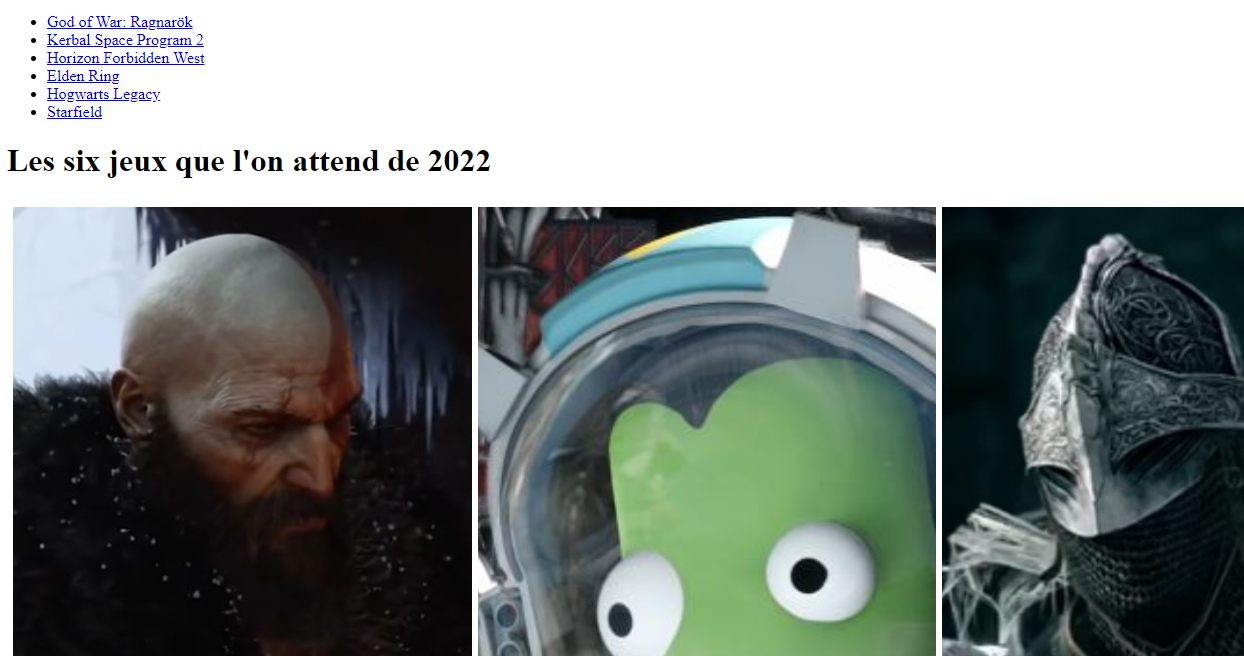 God of War: Ragnarök
Kerbal Space Program 2
Horizon Forbidden West
Elden Ring
Hogwarts Legacy
Starfield
Les six jeux que l'on attend de 2022